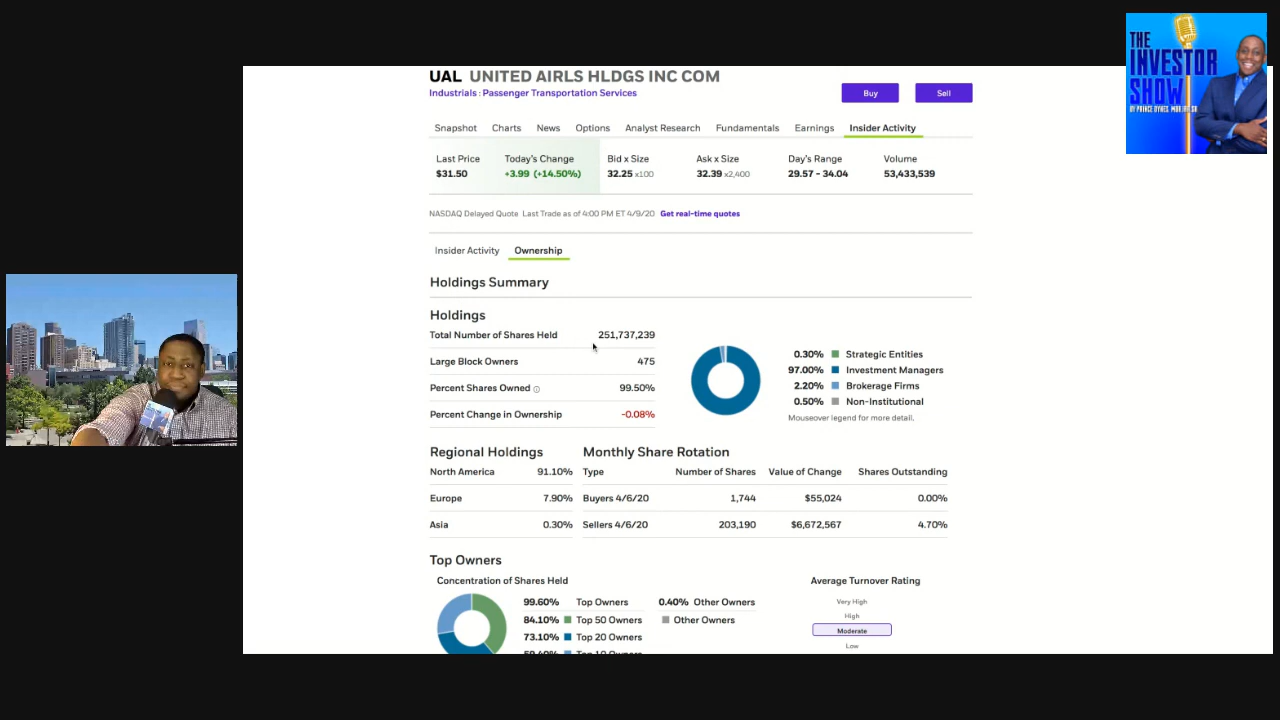 THE
INVESTOR
SHOW
UAL UNITED AIRLS HLDGS INC COM
Industrials : Passenger Transportation Services
Buy Sell
Snapshot Charts News Options Analyst Research Fundamentals Earnings Insider Activity
Last Price Today's Change Bid x Size Ask x Size Day's Range Volume
$31.50 +3.99 (+14.50%) 32.25 x100 32.39 x2,400 29.57 - 34.04 53,433,539
NASDAQ Delayed Quote Last Trade as of 4:00 PM ET 4/9/20 Get real-time quotes
Insider Activity Ownership
Holdings Summary
Holdings
Total Number of Shares Held 251,737,239
Large Block Owners 475
Percent Shares Owned 99.50%
Percent Change in Ownership -0.08%
0.30% Strategic Entities
97.00% Investment Managers
2.20% Brokerage Firms
0.50% Non-Institutional
Mouseover legend for more detail.
Regional Holdings
North America 91.10%
Europe 7.90%
Asia 0.30%
Monthly Share Rotation
Type Number of Shares Value of Change Shares Outstanding
Buyers 4/6/20 1,744 $55,024 0.00%
Sellers 4/6/20 203,190 $6,672,567 4.70%
Top Owners
Concentration of Shares Held
99.60% Top Owners 0.40% Other Owners
84.10% Top 50 Owners Other Owners
73.10% Top 20 Owners
Average Turnover Rating
Very High
High
Moderate
Low